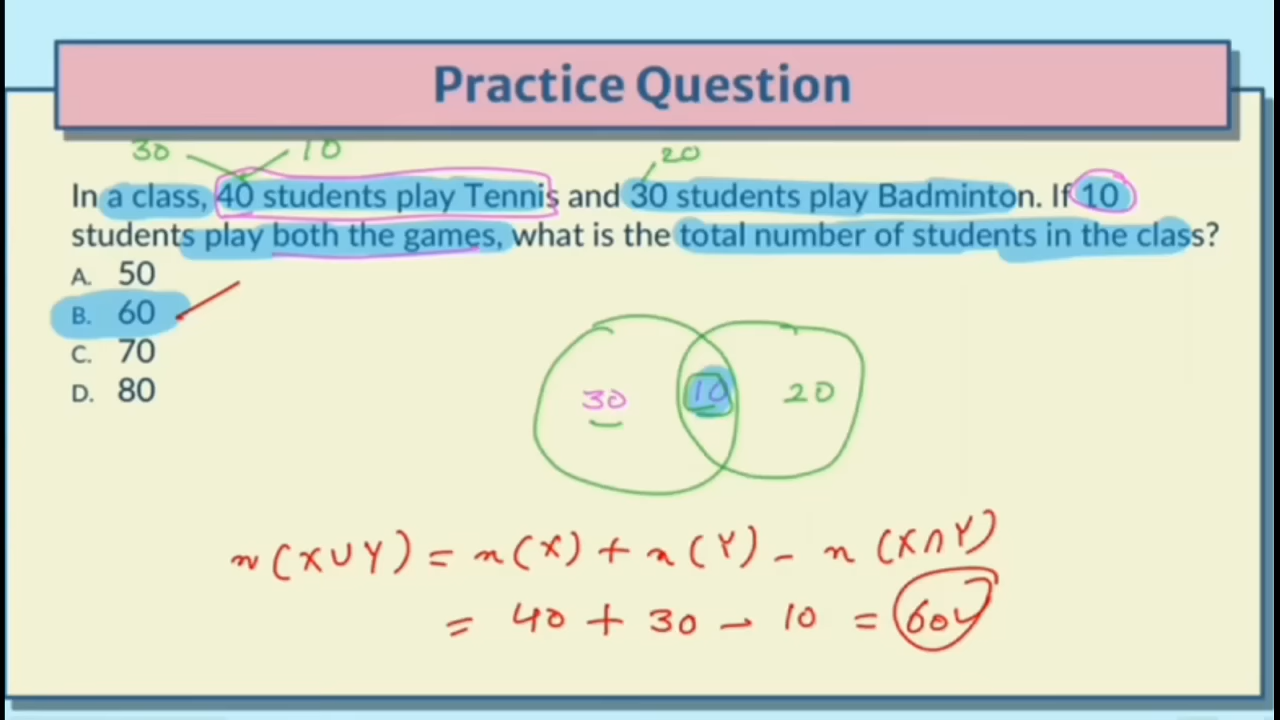 Practice Question
30 10 20
In a class, 40 students play Tennis and 30 students play Badminton. If 10
students play both the games, what is the total number of students in the class?
A. 50
B. 60
C. 70
D. 80
30 10 20
n(X∪Y) = n(X) + n(Y) - n(X∩Y)
= 40 + 30 - 10 = 60